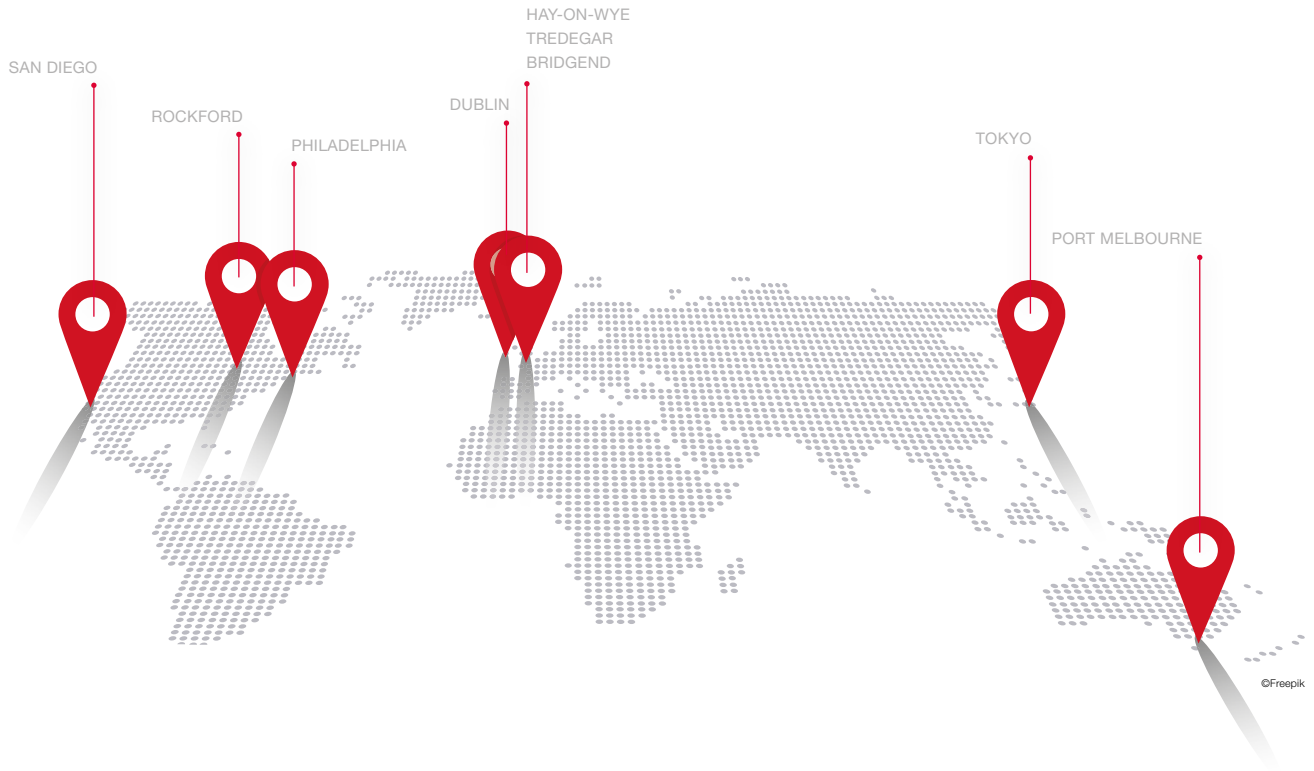 HAY-ON-WYE
TREDEGAR
BRIDGEND
SAN DIEGO
ROCKFORD
DUBLIN
PHILADELPHIA
TOKYO
PORT MELBOURNE
©Freepik